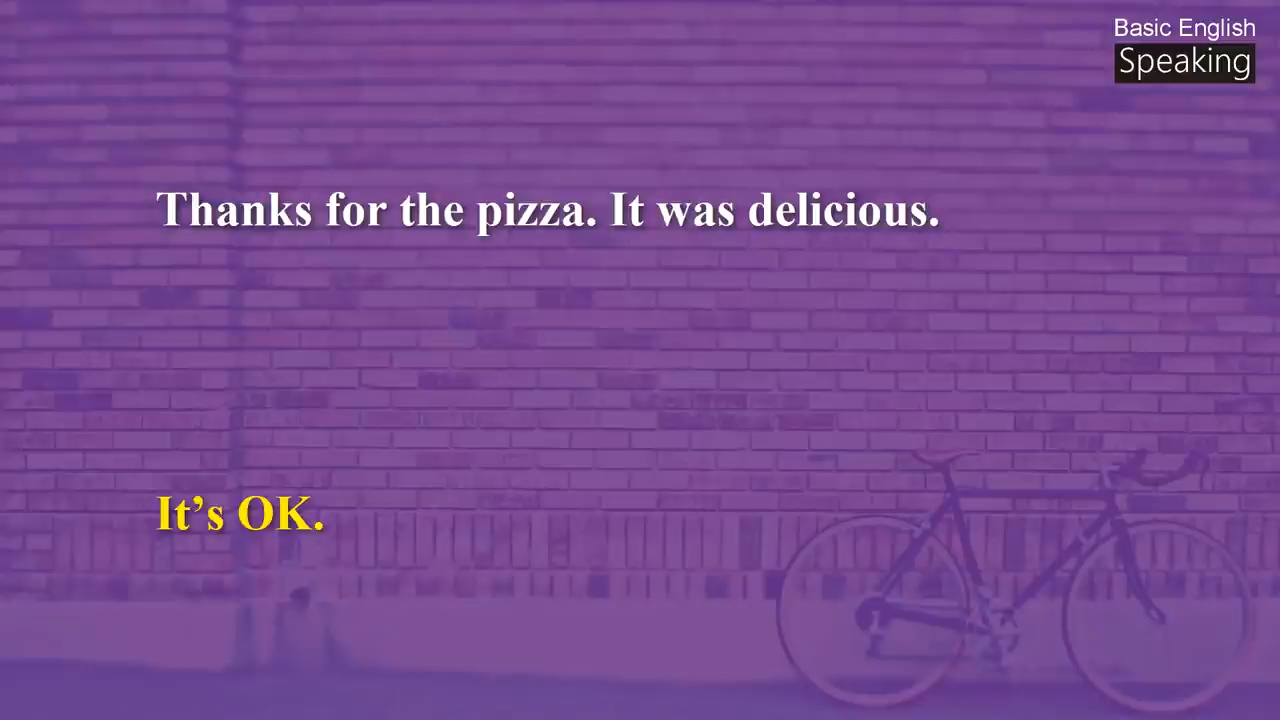 Basic English
Speaking
Thanks for the pizza. It was delicious.
It’s OK.